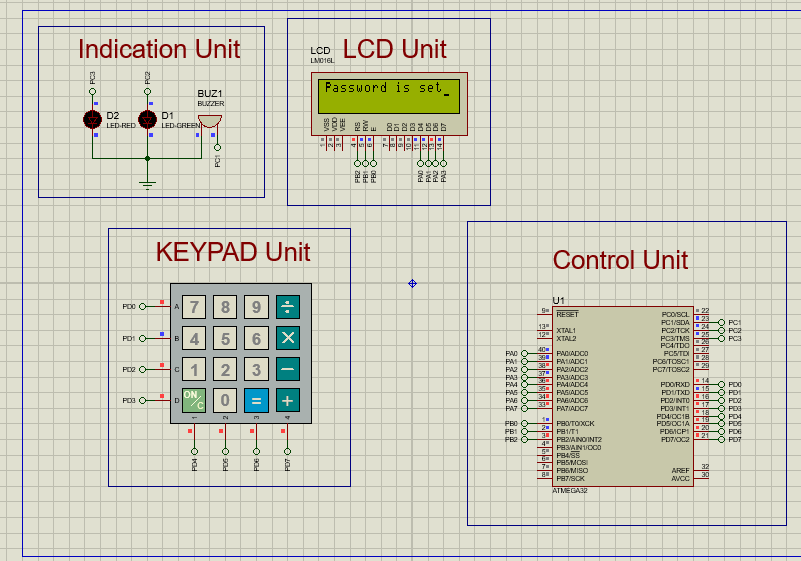 Indication Unit
PC3
PC2
D2
LED-RED
D1
LED-GREEN
BUZ1
BUZZER
PC1
LCD Unit
LCD
LM016L
Password is set_
VSS
VDD
VEE
RS
RW
E
D0
D1
D2
D3
D4
D5
D6
D7
1
2
3
4
5
6
7
8
9
10
11
12
13
14
PB2
PB1
PB0
PA0
PA1
PA2
PA3
KEYPAD Unit
PD0 A 7 8 9 ÷
PD1 B 4 5 6 ×
PD2 C 1 2 3 −
PD3 D ON/C 0 = +
1 2 3 4
PD4
PD5
PD6
PD7
Control Unit
U1
9 RESET
13 XTAL1
12 XTAL2
PA0 40 PA0/ADC0
PA1 39 PA1/ADC1
PA2 38 PA2/ADC2
PA3 37 PA3/ADC3
PA4 36 PA4/ADC4
PA5 35 PA5/ADC5
PA6 34 PA6/ADC6
PA7 33 PA7/ADC7
PB0 1 PB0/T0/XCK
PB1 2 PB1/T1
PB2 3 PB2/AIN0/INT2
4 PB3/AIN1/OC0
5 PB4/SS
6 PB5/MOSI
7 PB6/MISO
8 PB7/SCK
PC0/SCL 22
PC1/SDA 23 PC1
PC2/TCK 24 PC2
PC3/TMS 25 PC3
PC4/TDO 26
PC5/TDI 27
PC6/TOSC1 28
PC7/TOSC2 29
PD0/RXD 14 PD0
PD1/TXD 15 PD1
PD2/INT0 16 PD2
PD3/INT1 17 PD3
PD4/OC1B 18 PD4
PD5/OC1A 19 PD5
PD6/ICP1 20 PD6
PD7/OC2 21 PD7
AREF 32
AVCC 30
ATMEGA32